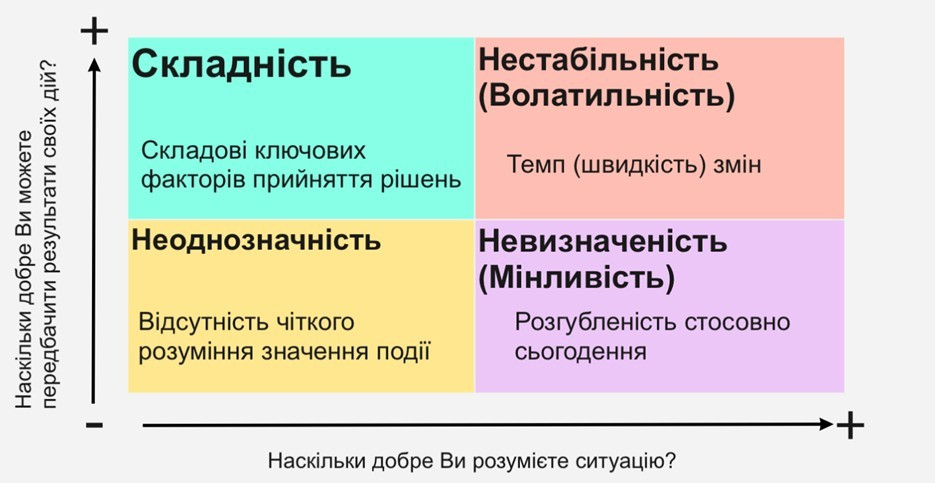 +
Наскільки добре Ви можете
передбачити результати своїх дій?
Складність
Складові ключових
факторів прийняття рішень
Нестабільність
(Волатильність)
Темп (швидкість) змін
Неоднозначність
Відсутність чіткого
розуміння значення події
Невизначеність
(Мінливість)
Розгубленість стосовно
сьогодення
-
+
Наскільки добре Ви розумієте ситуацію?